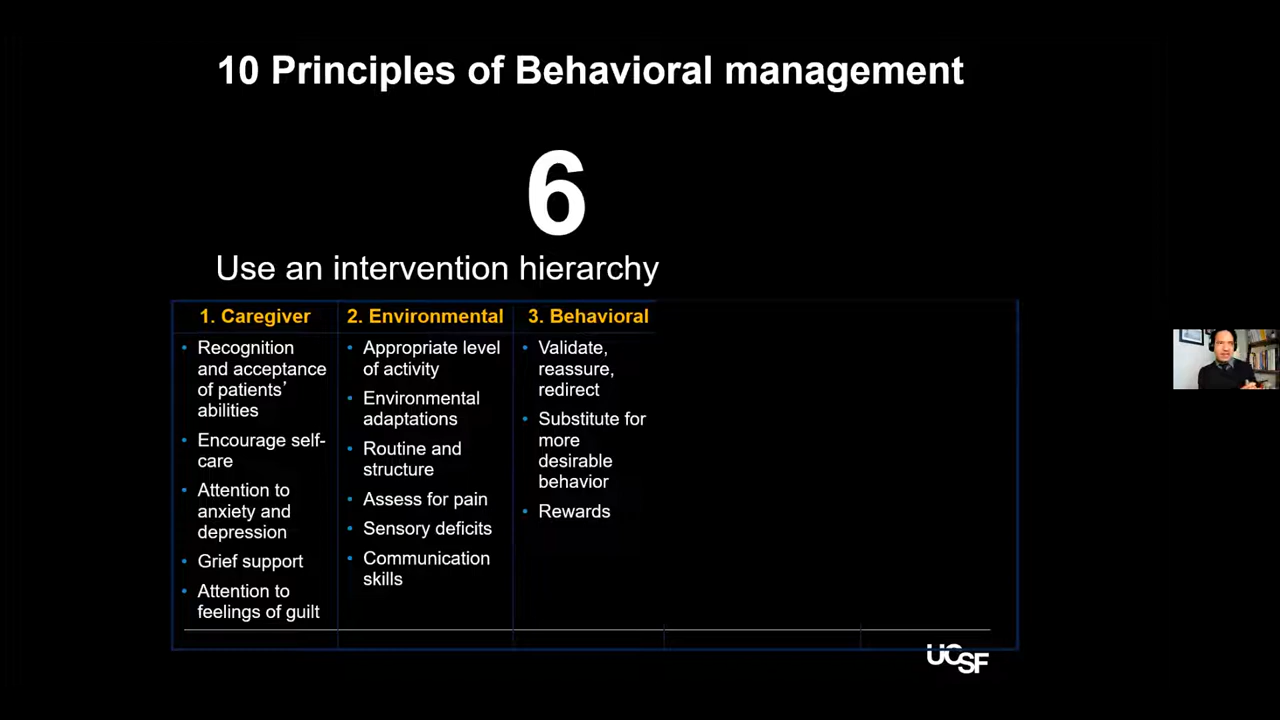 10 Principles of Behavioral management
6
Use an intervention hierarchy
1. Caregiver
• Recognition
and acceptance
of patients’
abilities
• Encourage self-
care
• Attention to
anxiety and
depression
• Grief support
• Attention to
feelings of guilt
2. Environmental
• Appropriate level
of activity
• Environmental
adaptations
• Routine and
structure
• Assess for pain
• Sensory deficits
• Communication
skills
3. Behavioral
• Validate,
reassure,
redirect
• Substitute for
more
desirable
behavior
• Rewards
UCSF